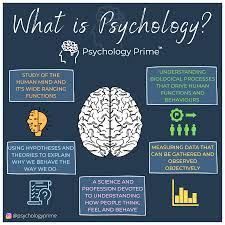 What is Psychology?
Psychology Prime
STUDY OF THE
HUMAN MIND AND
IT'S WIDE RANGING
FUNCTIONS
UNDERSTANDING
BIOLOGICAL PROCESSES
THAT DRIVE HUMAN
FUNCTIONS AND
BEHAVIOURS
USING HYPOTHESES AND
THEORIES TO EXPLAIN
WHY WE BEHAVE THE
WAY WE DO.
MEASURING DATA THAT
CAN BE GATHERED AND
OBSERVED
OBJECTIVELY
A SCIENCE AND
PROFESSION DEVOTED TO
UNDERSTANDING
HOW PEOPLE THINK,
FEEL AND BEHAVE
@psychologyprime